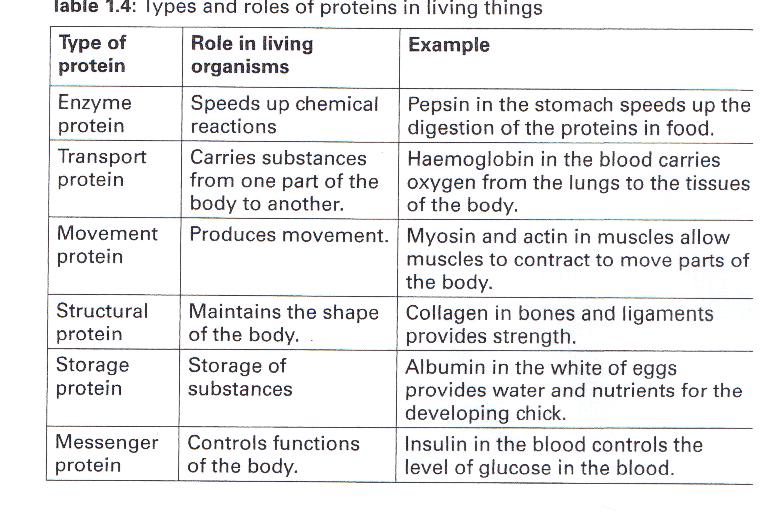 Table 1.4: Types and roles of proteins in living things
Type of protein
Role in living organisms
Example
Enzyme protein
Speeds up chemical reactions
Pepsin in the stomach speeds up the
digestion of the proteins in food.
Transport protein
Carries substances
from one part of the
body to another.
Haemoglobin in the blood carries
oxygen from the lungs to the tissues
of the body.
Movement protein
Produces movement.
Myosin and actin in muscles allow
muscles to contract to move parts of
the body.
Structural protein
Maintains the shape
of the body.
Collagen in bones and ligaments
provides strength.
Storage protein
Storage of substances
Albumin in the white of eggs
provides water and nutrients for the
developing chick.
Messenger protein
Controls functions
of the body.
Insulin in the blood controls the
level of glucose in the blood.